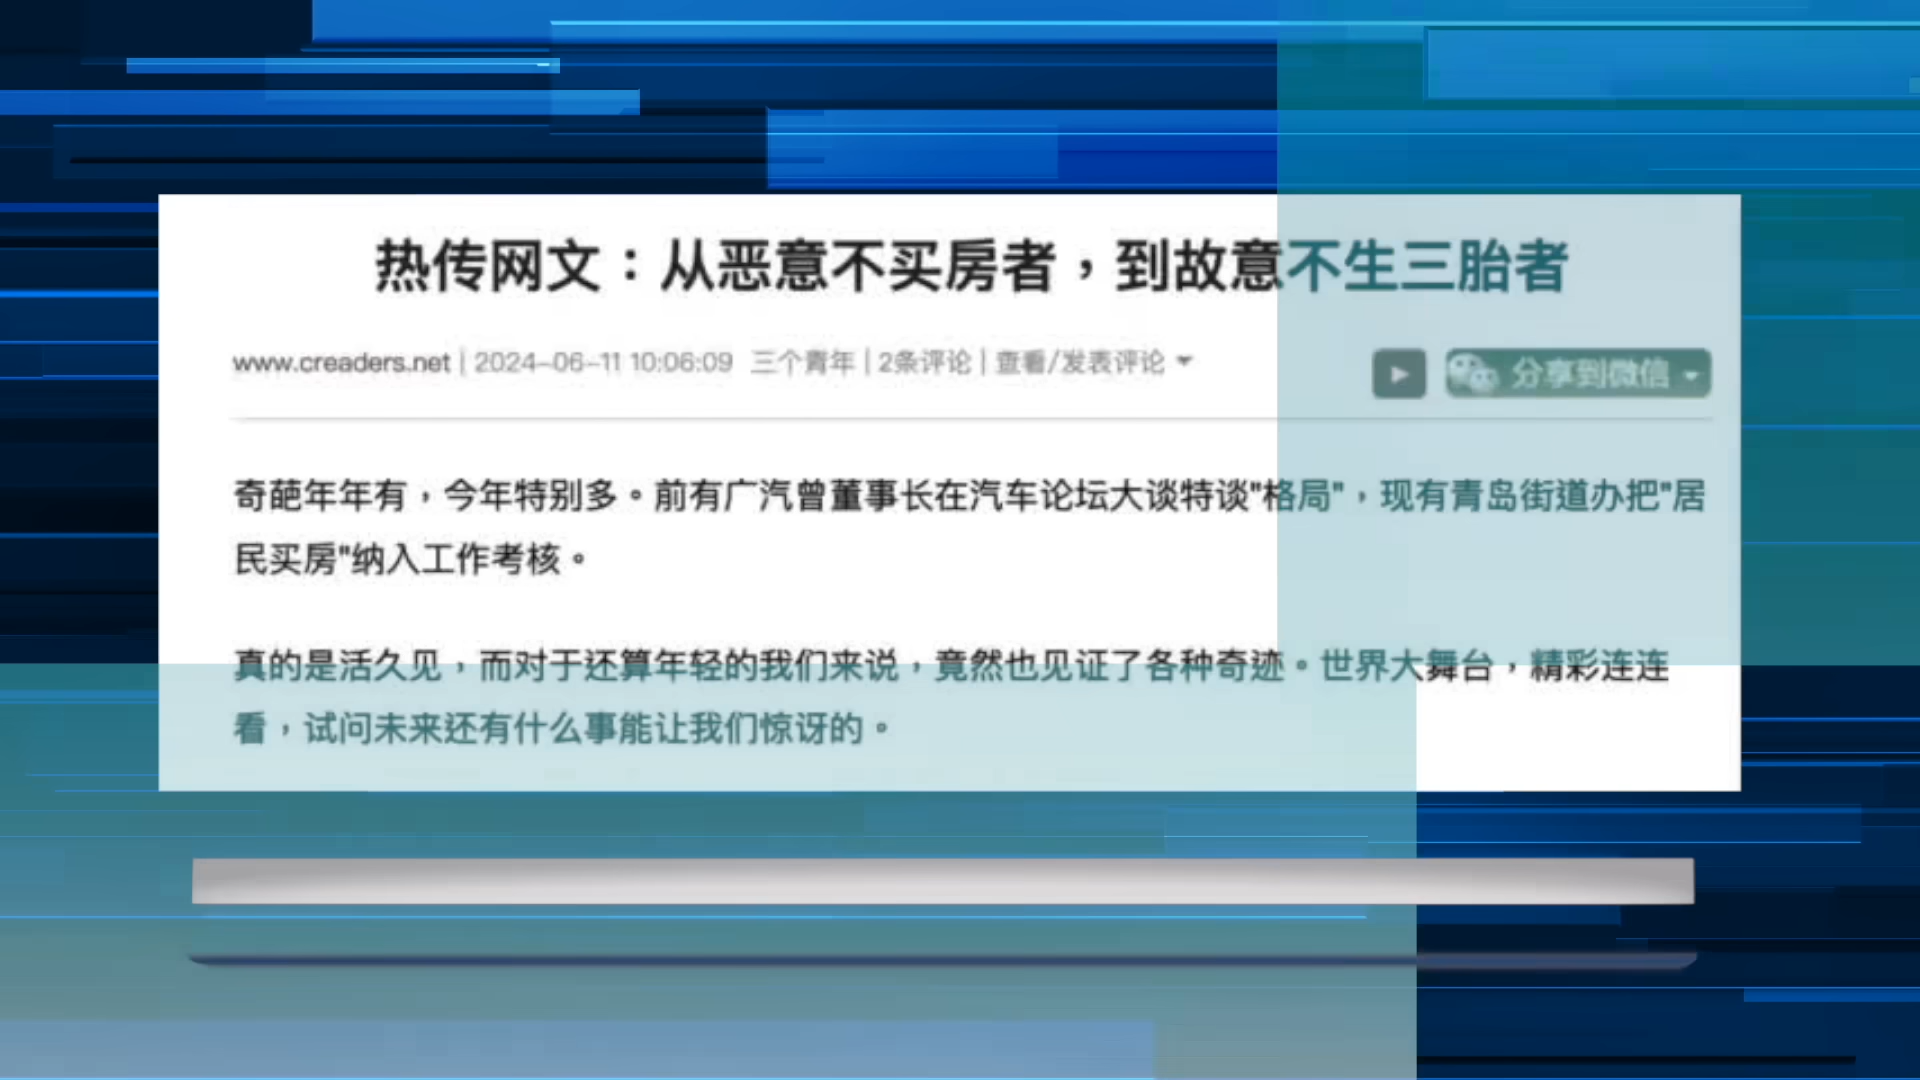 热传网文：从恶意不买房者，到故意不生三胎者
www.creaders.net | 2024-06-11 10:06:09 三个青年 | 2条评论 | 查看/发表评论
分享到微信
奇葩年年有，今年特别多。前有广汽曾董事长在汽车论坛大谈特谈"格局"，现有青岛街道办把"居
民买房"纳入工作考核。
真的是活久见，而对于还算年轻的我们来说，竟然也见证了各种奇迹。世界大舞台，精彩连连
看，试问未来还有什么事能让我们惊讶的。